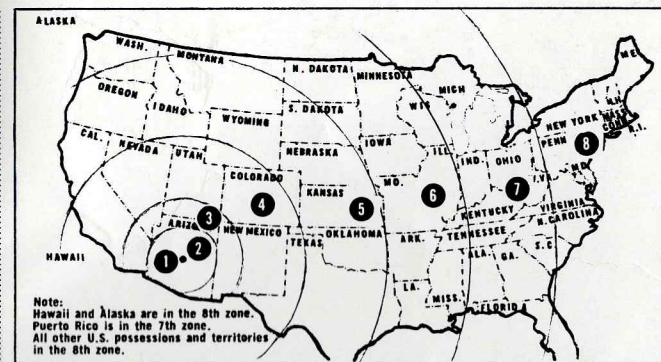 ALASKA
WASH.
MONTANA
N. DAKOTA
MINNESOTA
ME.
OREGON
IDAHO
S. DAKOTA
WIS
MICH
N.H.
WYOMING
NEW YORK
MASS
CONN
R.I.
CAL.
NEVADA
UTAH
NEBRASKA
IOWA
ILL.
IND.
OHIO
PENN
8
MD.
COLORADO
4
KANSAS
5
MO.
6
7
VIRGINIA
KENTUCKY
N. CAROLINA
3
ARIZ
2
1
NEW MEXICO
TEXAS
OKLAHOMA
ARK.
TENNESSEE
S.C.
HAWAII
ALA.
GA.
LA.
MISS.
FLORIDA
Note:
Hawaii and Alaska are in the 8th zone.
Puerto Rico is in the 7th zone.
All other U.S. possessions and territories
in the 8th zone.